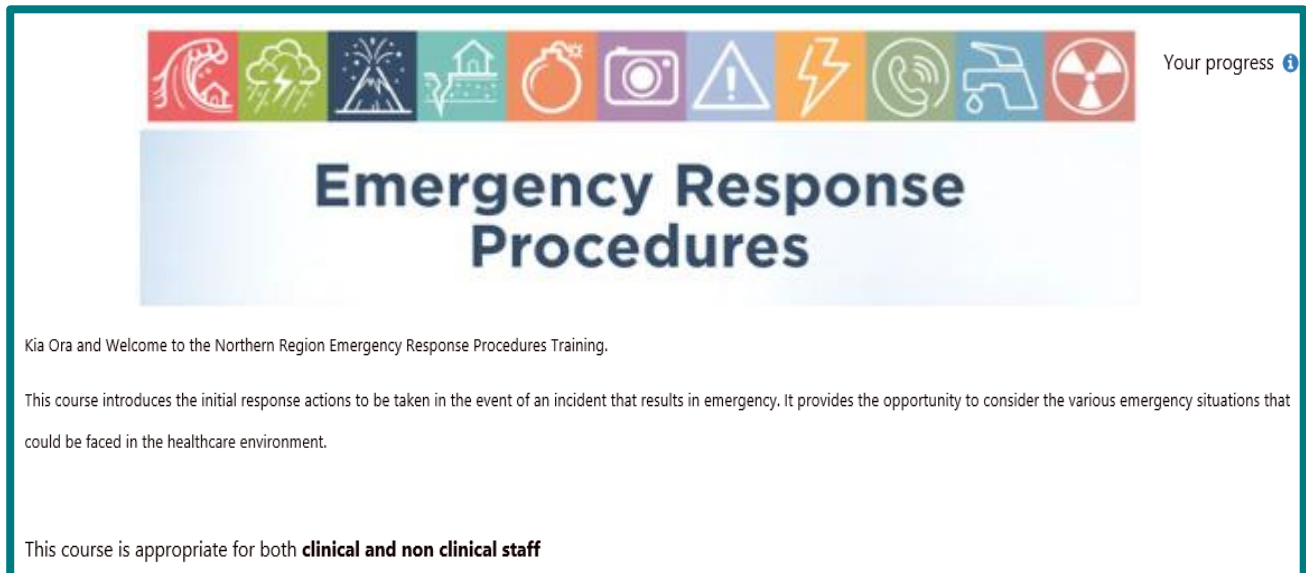 Your progress
Emergency Response
Procedures
Kia Ora and Welcome to the Northern Region Emergency Response Procedures Training.
This course introduces the initial response actions to be taken in the event of an incident that results in emergency. It provides the opportunity to consider the various emergency situations that
could be faced in the healthcare environment.
This course is appropriate for both clinical and non clinical staff